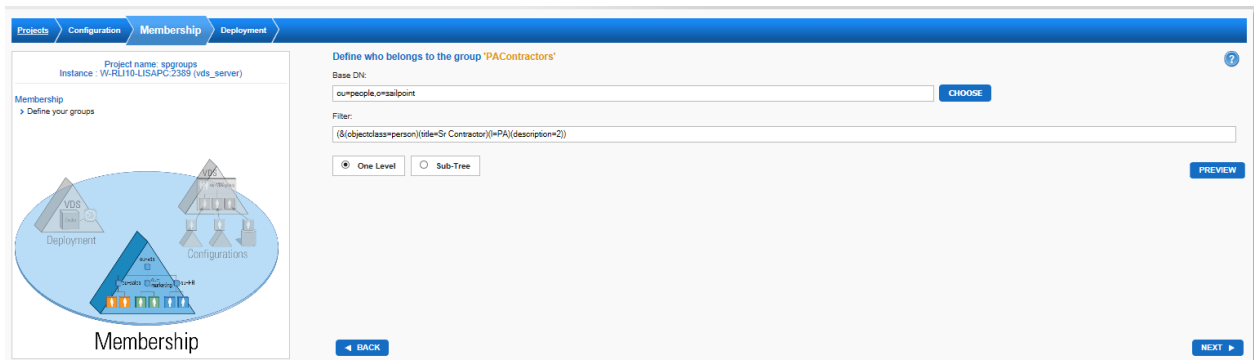 Projects
Configuration
Membership
Deployment
Project name: spgroups
Instance : W-RLI10-LISAPC:2389 (vds_server)
Membership
Define your groups
VDS
VDS
Deployment
Configurations
ou=sales
Membership
Define who belongs to the group 'PAContractors'
?
Base DN:
ou=people,o=sailpoint
CHOOSE
Filter:
(&(objectclass=person)(title=Sr Contractor)(l=PA)(description=2))
One Level
Sub-Tree
PREVIEW
BACK
NEXT